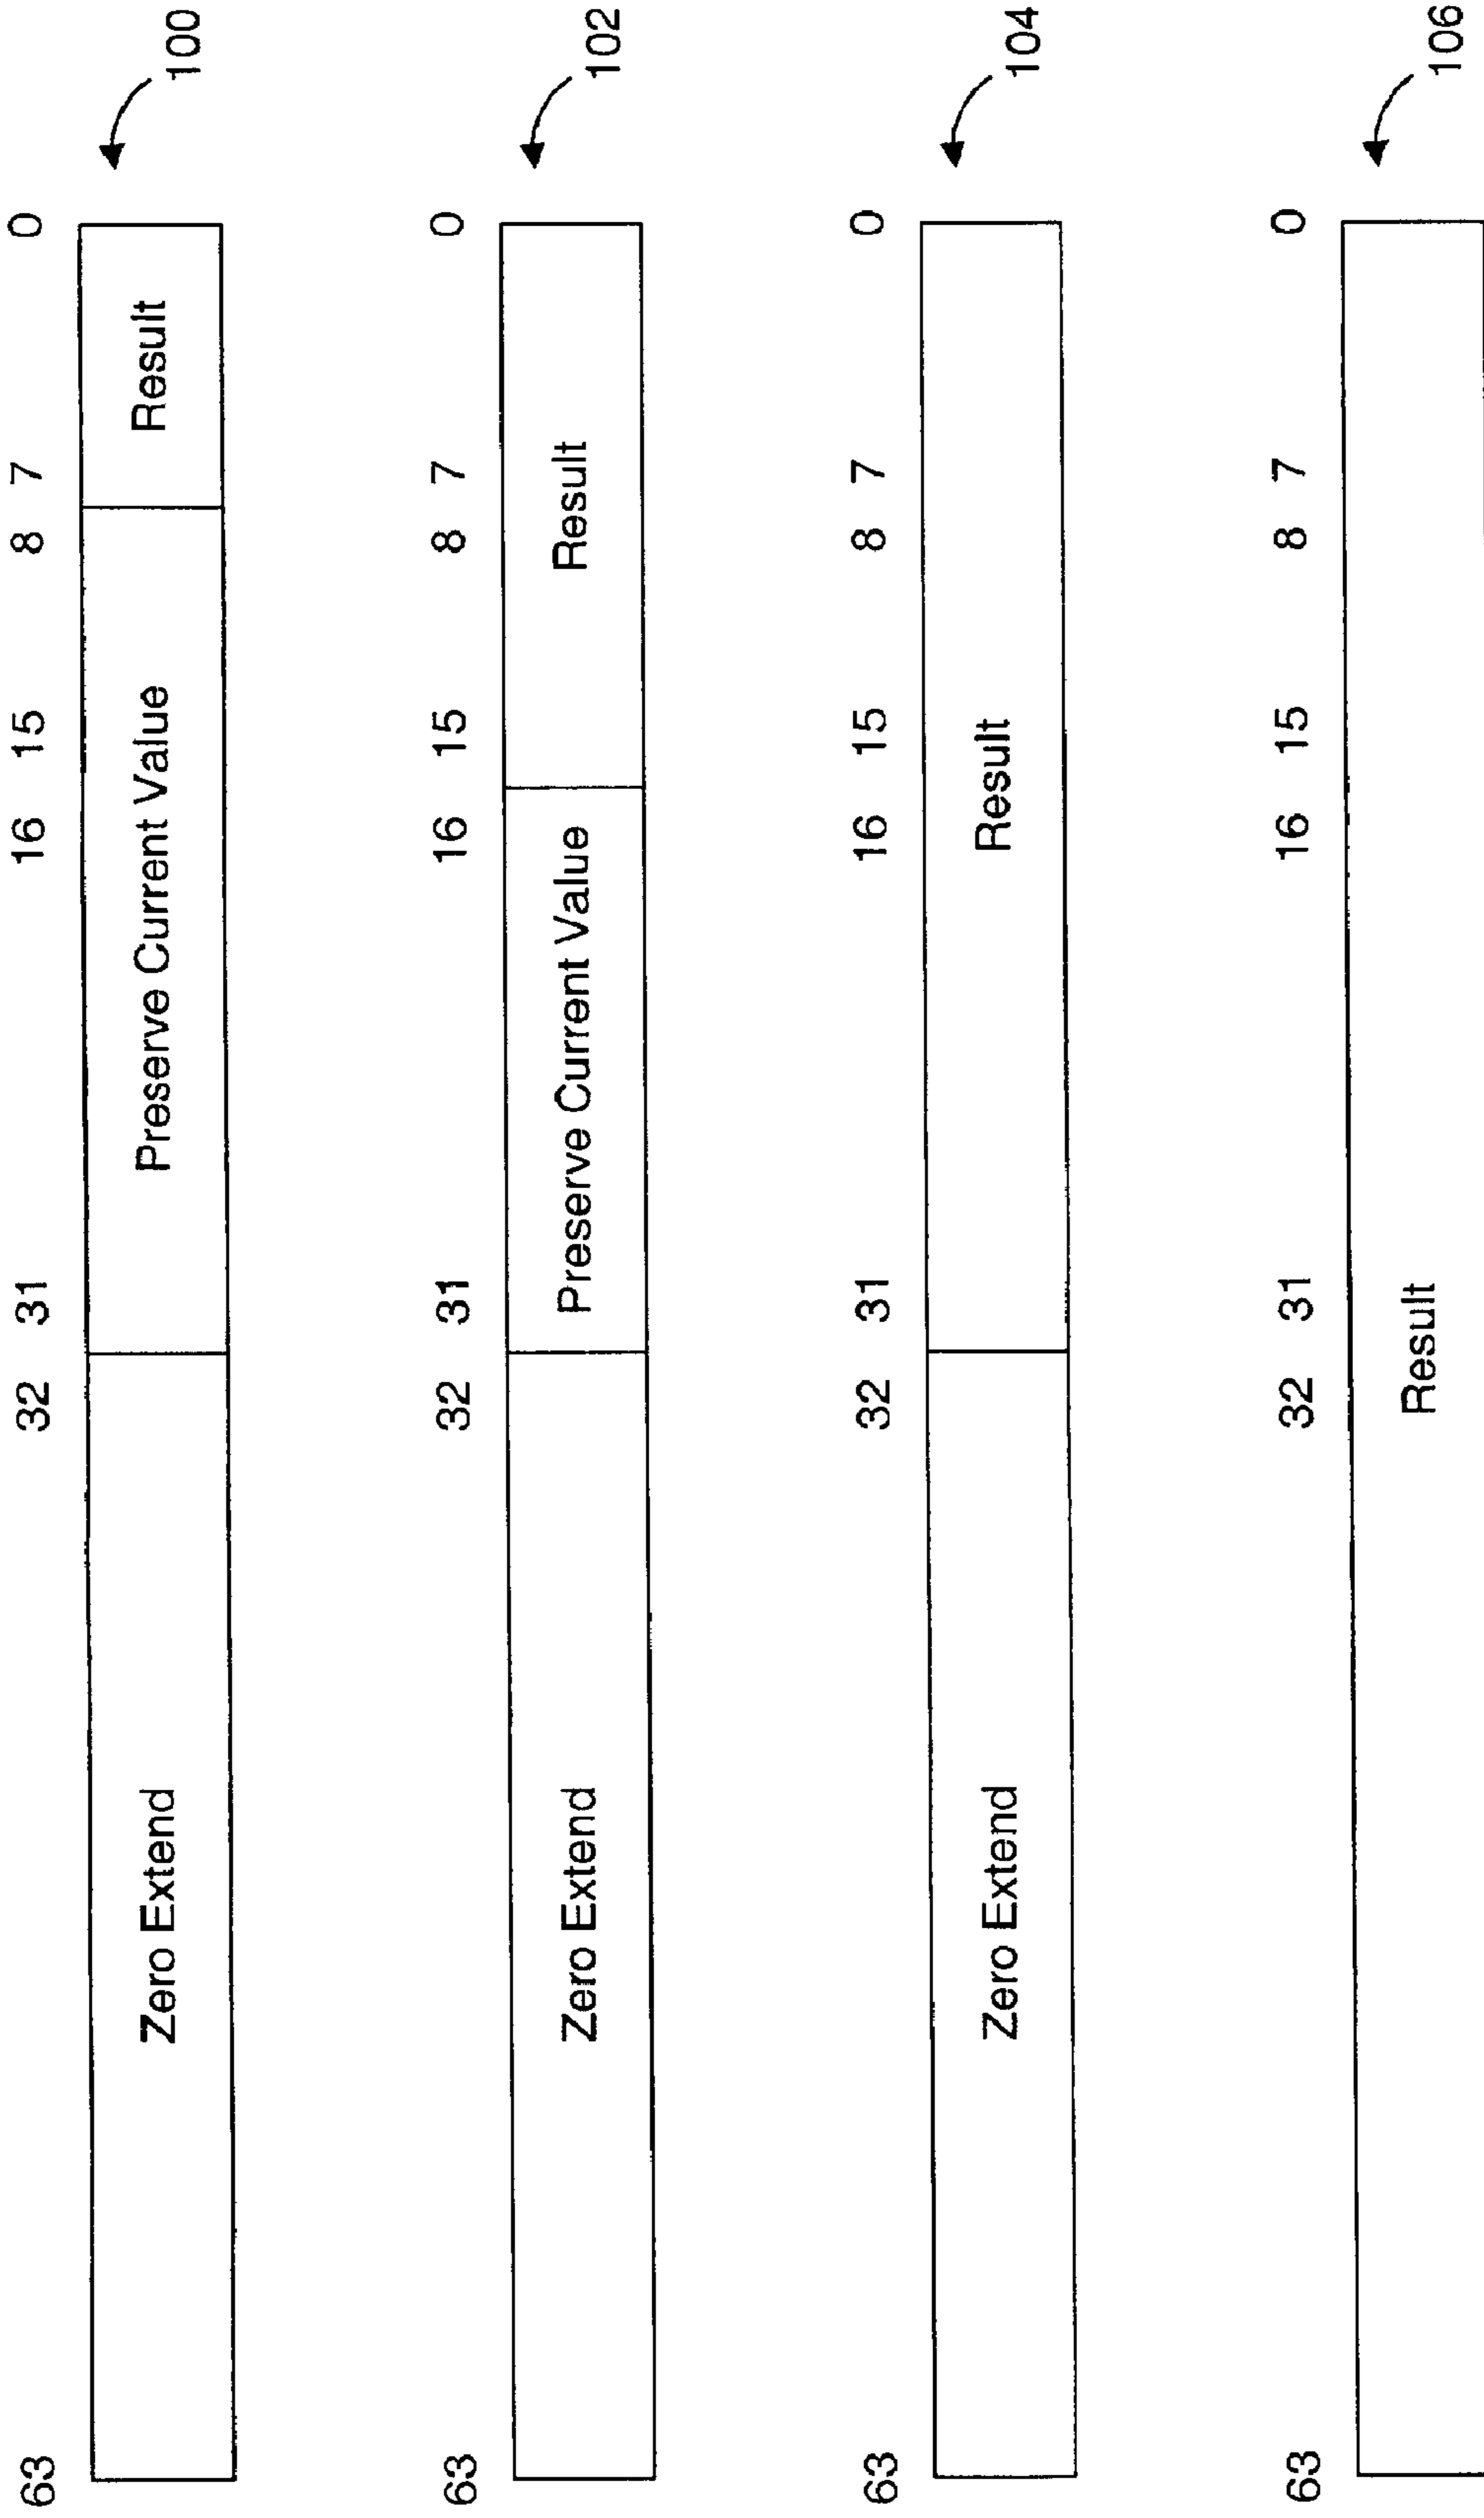 63 32 31 16 15 8 7 0
Zero Extend Preserve Current Value Result
100
63 32 31 16 15 8 7 0
Zero Extend Preserve Current Value Result
102
63 32 31 16 15 8 7 0
Zero Extend Result
104
63 32 31 16 15 8 7 0
Result
106